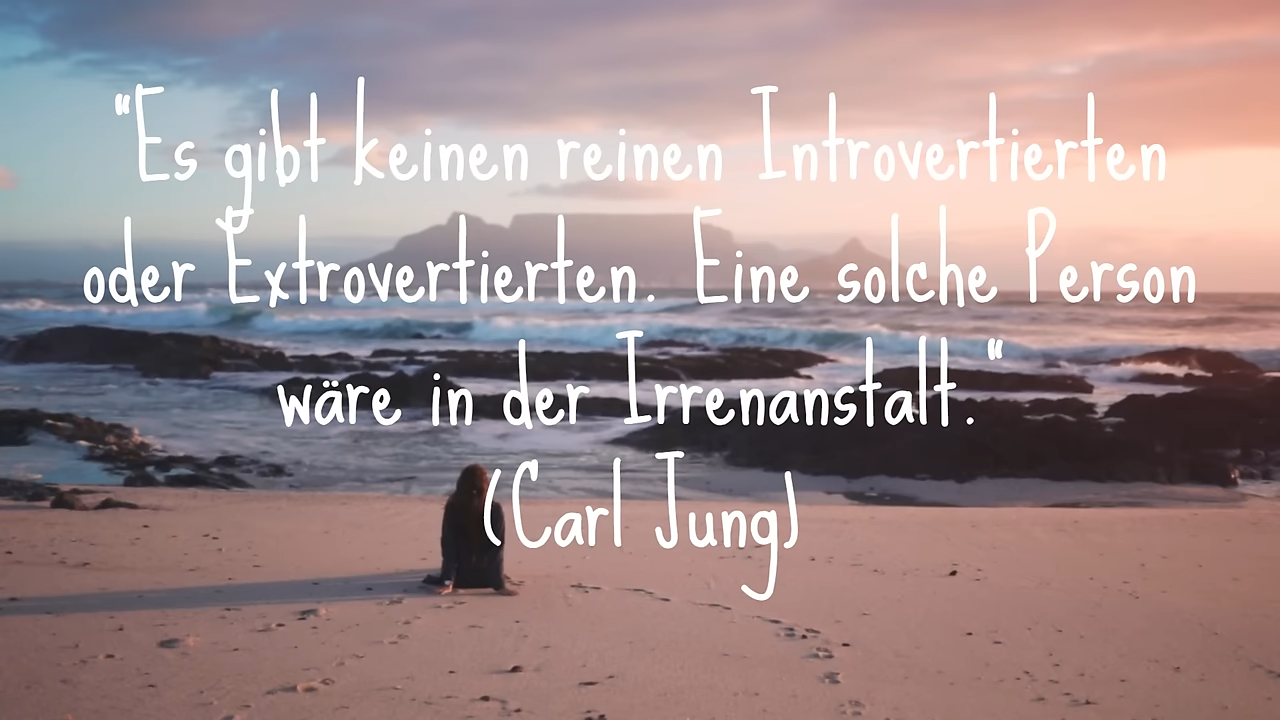 "Es gibt keinen reinen Introvertierten
oder Extrovertierten. Eine solche Person
wäre in der Irrenanstalt."
(Carl Jung)